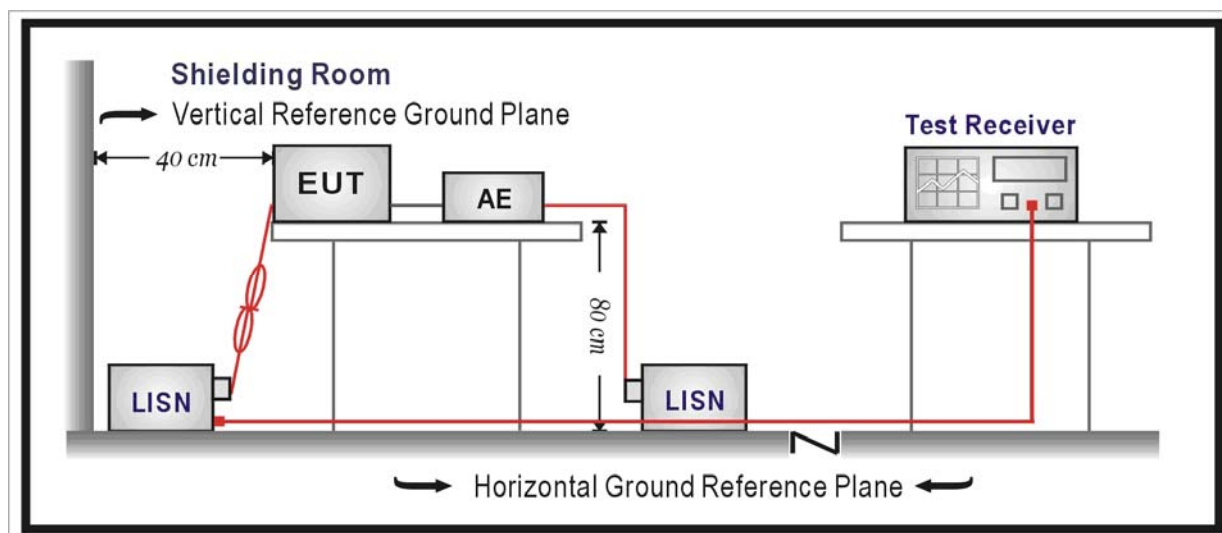 Shielding Room
Vertical Reference Ground Plane
40 cm
EUT
AE
Test Receiver
80 cm
LISN
LISN
Horizontal Ground Reference Plane